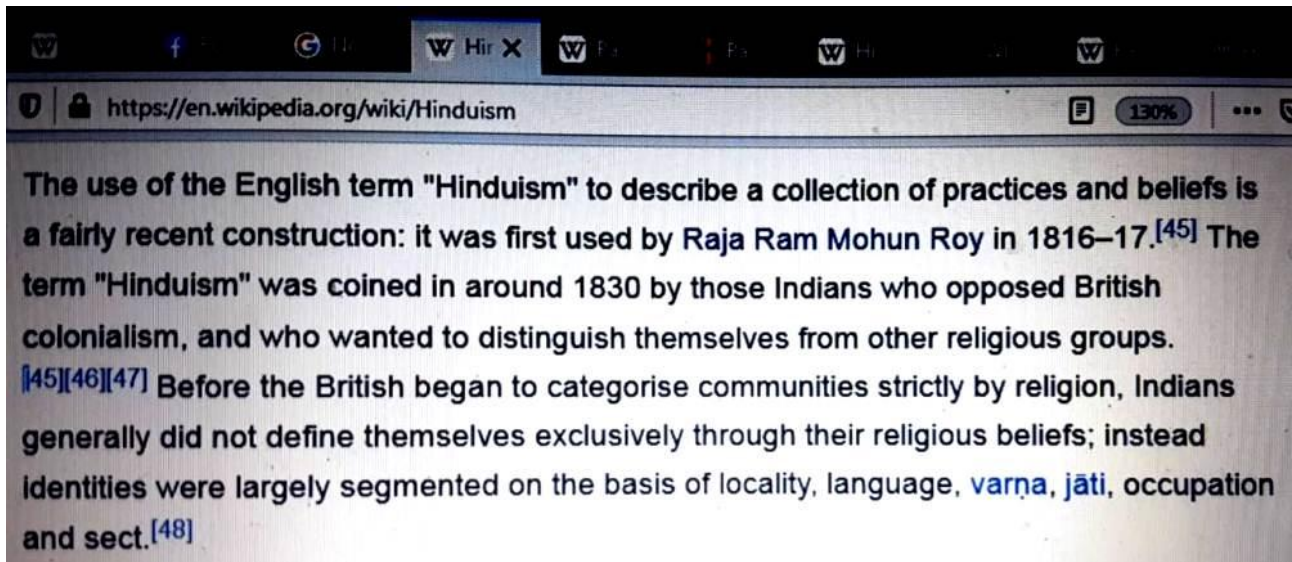 Hir
https://en.wikipedia.org/wiki/Hinduism
130%
The use of the English term "Hinduism" to describe a collection of practices and beliefs is
a fairly recent construction: it was first used by Raja Ram Mohun Roy in 1816–17.[45] The
term "Hinduism" was coined in around 1830 by those Indians who opposed British
colonialism, and who wanted to distinguish themselves from other religious groups.
[45][46][47] Before the British began to categorise communities strictly by religion, Indians
generally did not define themselves exclusively through their religious beliefs; instead
identities were largely segmented on the basis of locality, language, varṇa, jāti, occupation
and sect.[48]